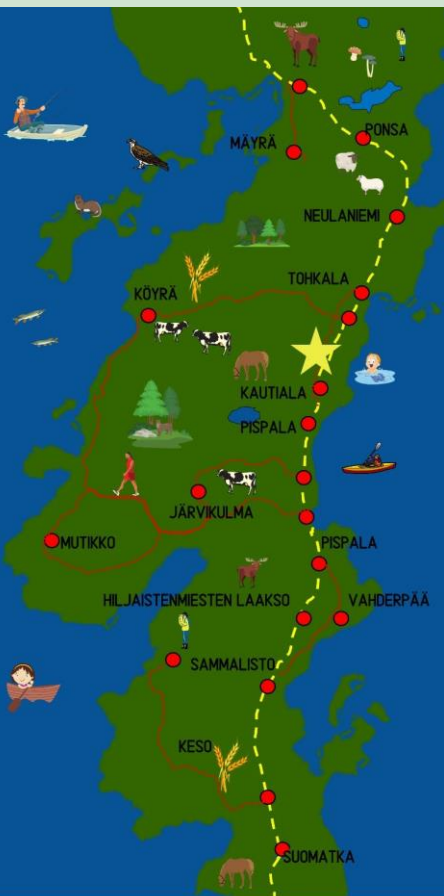 PONSA
MÄYRÄ
NEULANIEMI
TOHKALA
KÖYRÄ
KAUTIALA
PISPALA
JÄRVIKULMA
MUTIKKO
PISPALA
HILJAISTENMIESTEN LAAKSO
VAHDERPÄÄ
SAMMALISTO
KESO
SUOMATKA